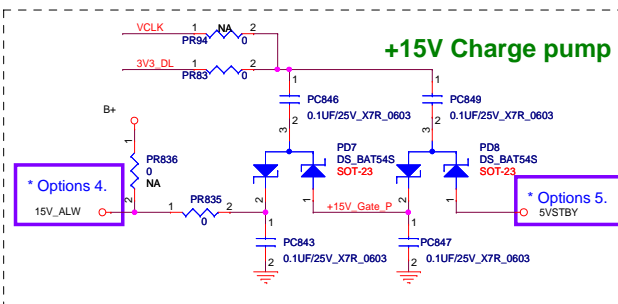 VCLK 1 NA 2
PR94 0
+15V Charge pump
3V3_DL 1 2
PR83 0
1 1
B+
PC846 PC849
0.1UF/25V_X7R_0603 0.1UF/25V_X7R_0603
2 2
3 3
1
PR836
0
NA
2
PD7 PD8
DS_BAT54S DS_BAT54S
SOT-23 SOT-23
1 2 1 2
* Options 4.
15V_ALW
* Options 5.
5VSTBY
PR835
1 2
0
+15V_Gate_P
1 1
PC843 PC847
2 2
0.1UF/25V_X7R_0603 0.1UF/25V_X7R_0603